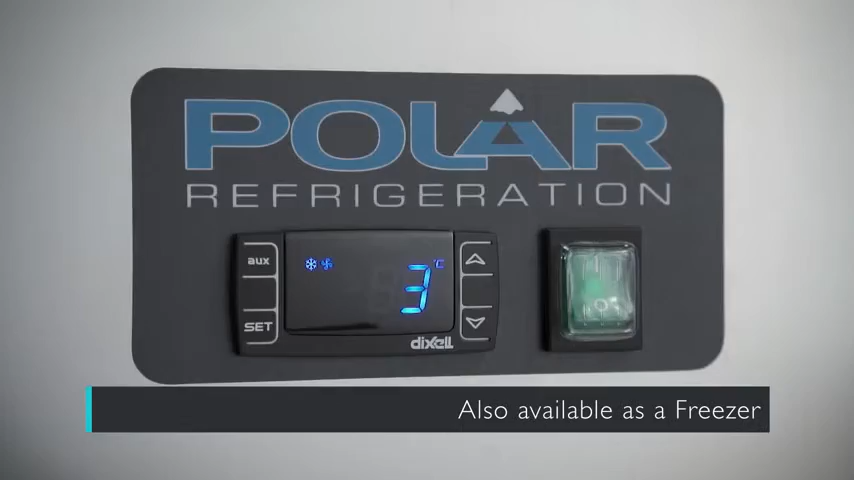 POLAR
REFRIGERATION
aux
SET
3
°C
dixell
Also available as a Freezer